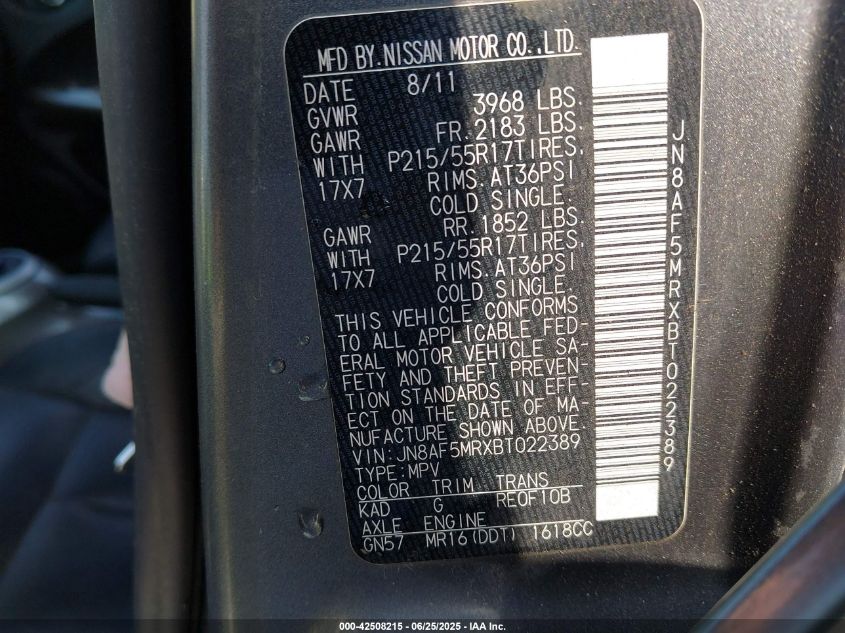 MFD BY.NISSAN MOTOR CO.,LTD.
DATE 8/11
GVWR 3968 LBS.
GAWR FR.2183 LBS.
WITH P215/55R17TIRES,
17X7 RIMS.AT36PSI
COLD SINGLE.
GAWR RR.1852 LBS.
WITH P215/55R17TIRES,
17X7 RIMS.AT36PSI
COLD SINGLE.
THIS VEHICLE CONFORMS
TO ALL APPLICABLE FED-
ERAL MOTOR VEHICLE SA-
FETY AND THEFT PREVEN-
TION STANDARDS IN EFF-
ECT ON THE DATE OF MA
NUFACTURE SHOWN ABOVE.
VIN:JN8AF5MRXBT022389
TYPE:MPV
COLOR TRIM TRANS
KAD G RE0F10B
AXLE ENGINE
GN57 MR16(DDT) 1618CC
JN8AF5MRXBT022389
000-42508215 - 06/25/2025 - IAA Inc.